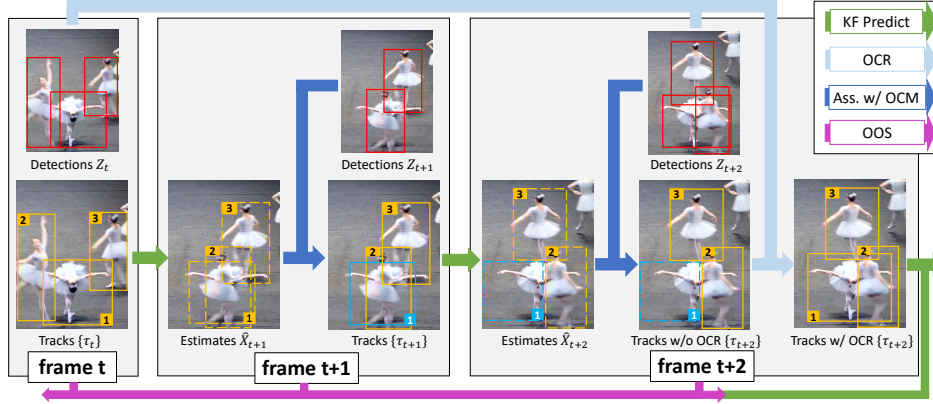 KF Predict
OCR
Ass. w/ OCM
OOS
Detections Z_t
Detections Z_{t+1}
Detections Z_{t+2}
2
3
1
3
2
1
3
2
1
3
2
1
3
2
1
3
2
1
Tracks {τ_t}
Estimates X̂_{t+1}
Tracks {τ_{t+1}}
Estimates X̂_{t+2}
Tracks w/o OCR {τ_{t+2}}
Tracks w/ OCR {τ_{t+2}}
frame t
frame t+1
frame t+2